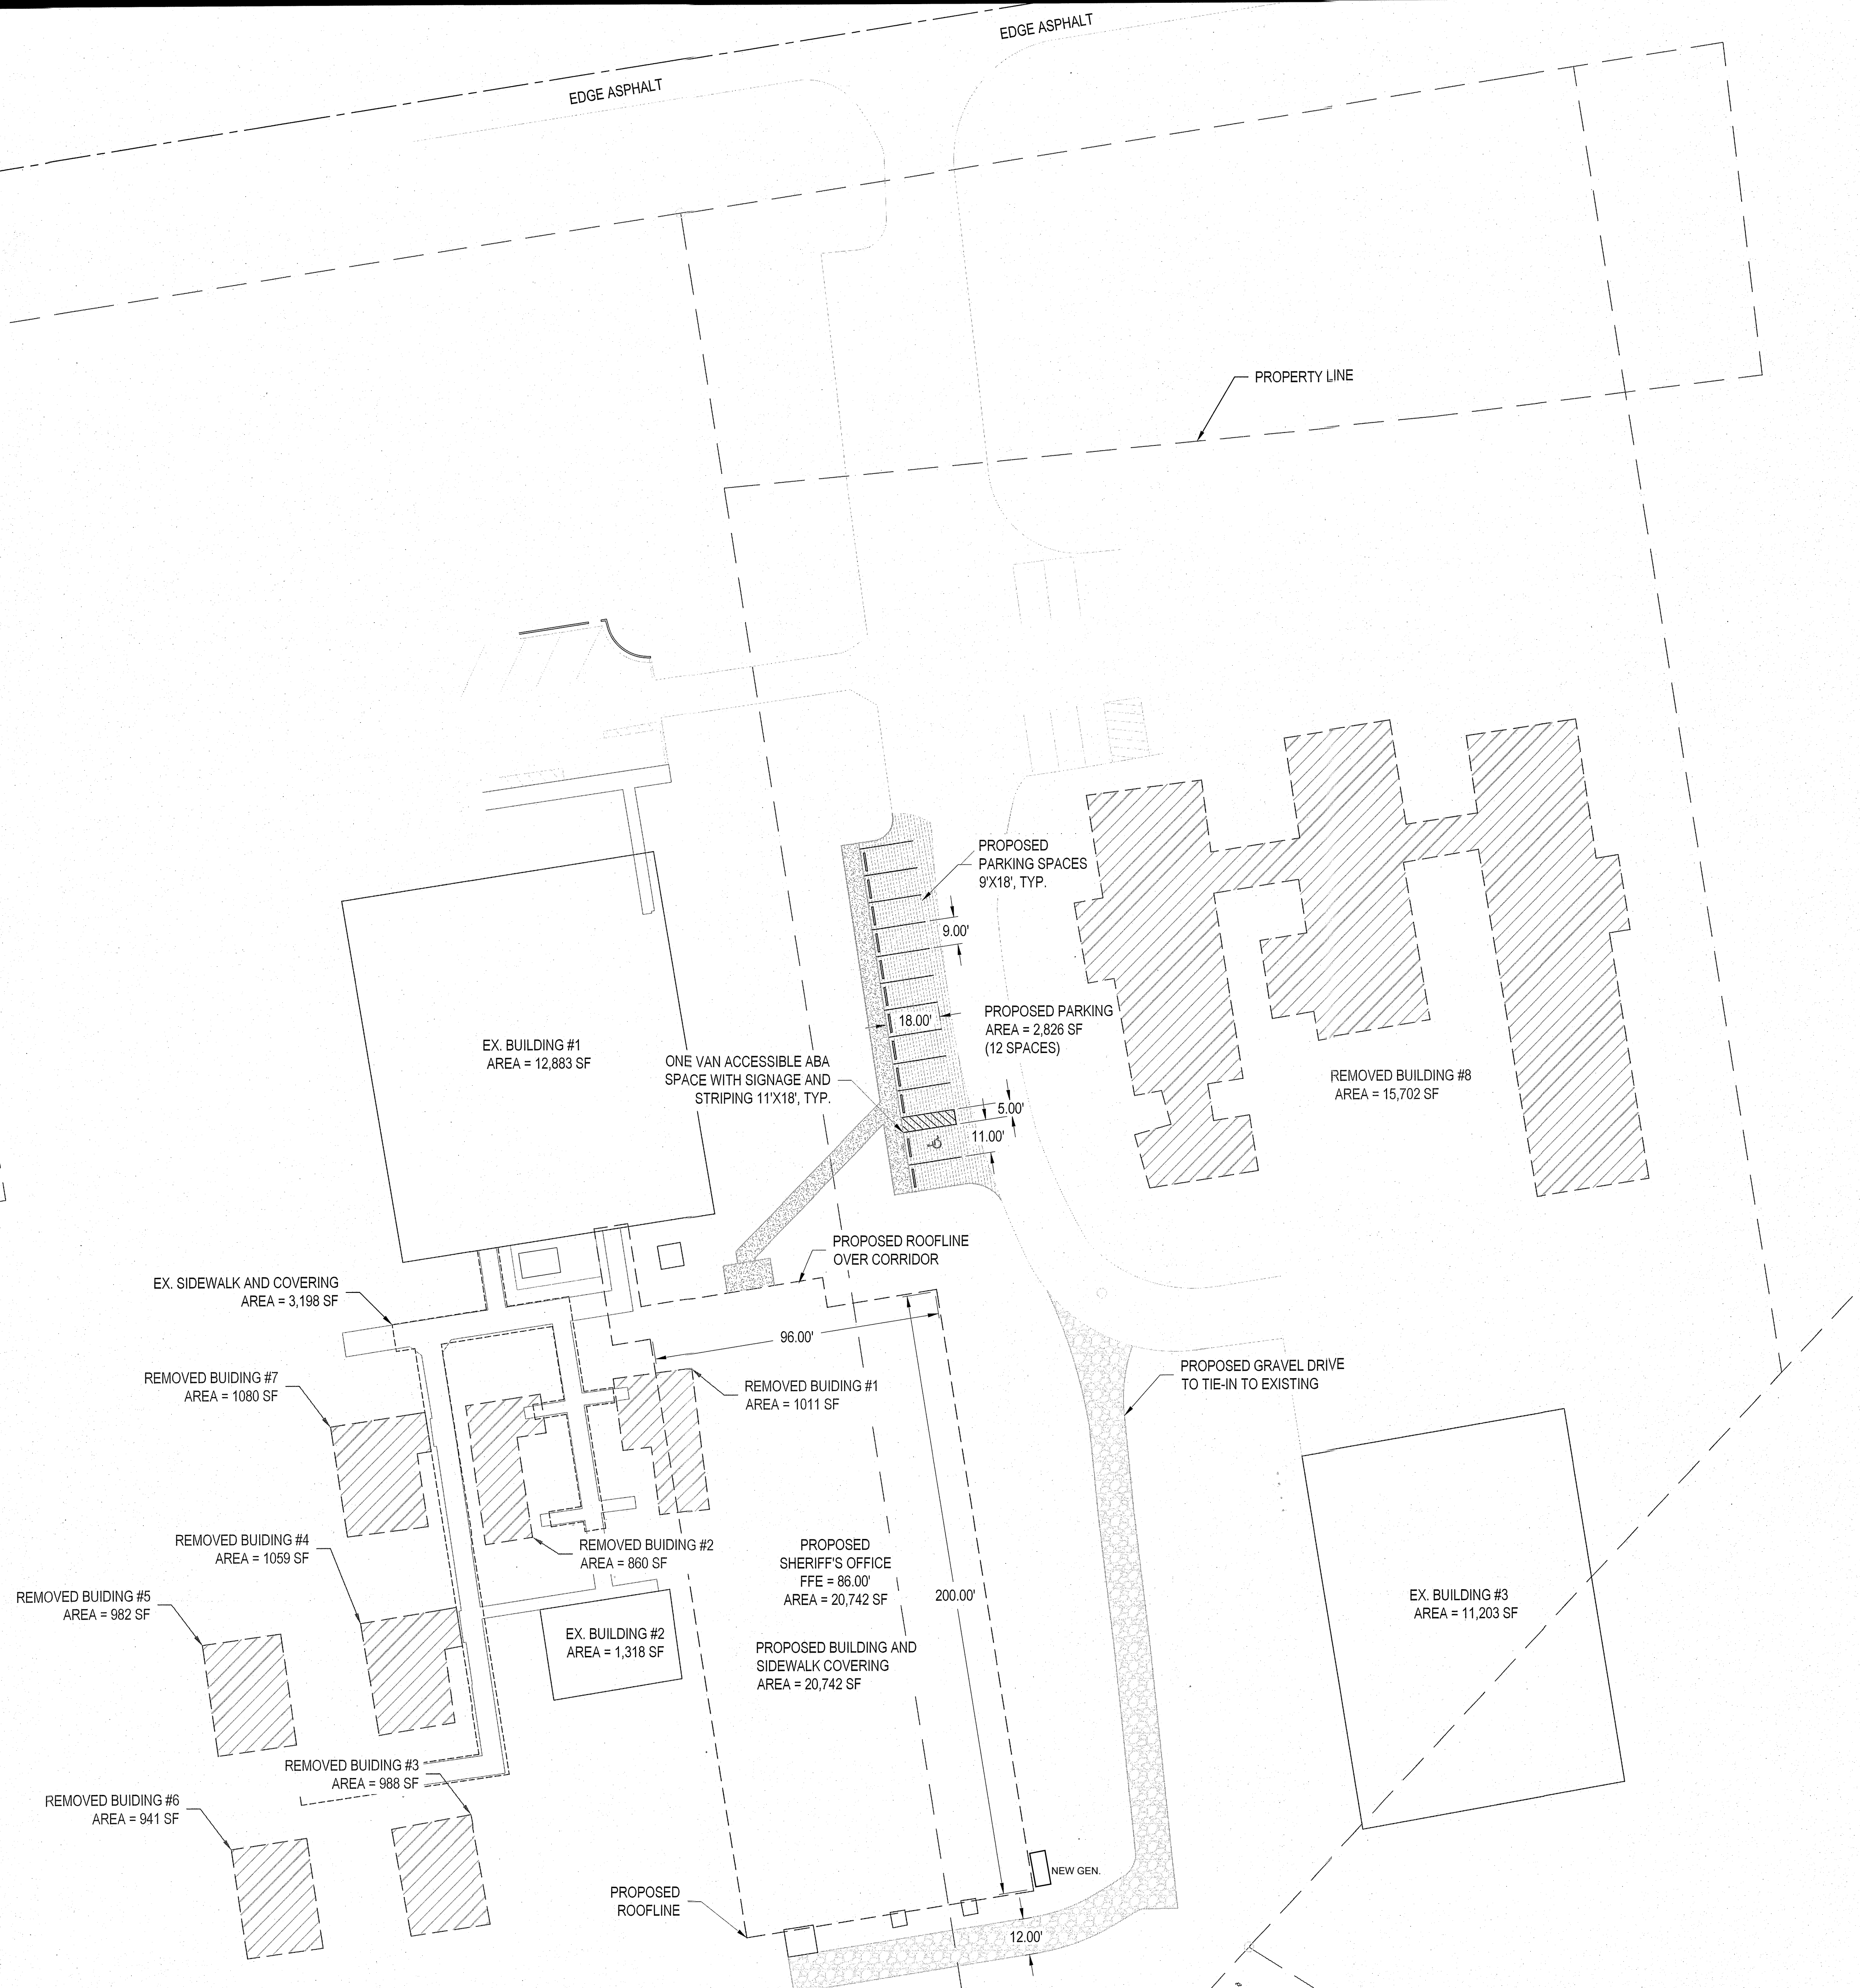 EDGE ASPHALT
EDGE ASPHALT
PROPERTY LINE
PROPOSED
PARKING SPACES
9'X18', TYP.
9.00'
18.00'
PROPOSED PARKING
AREA = 2,826 SF
(12 SPACES)
EX. BUILDING #1
AREA = 12,883 SF
ONE VAN ACCESSIBLE ABA
SPACE WITH SIGNAGE AND
STRIPING 11'X18', TYP.
5.00'
11.00'
REMOVED BUILDING #8
AREA = 15,702 SF
PROPOSED ROOFLINE
OVER CORRIDOR
EX. SIDEWALK AND COVERING
AREA = 3,198 SF
96.00'
PROPOSED GRAVEL DRIVE
TO TIE-IN TO EXISTING
REMOVED BUIDING #7
AREA = 1080 SF
REMOVED BUIDING #1
AREA = 1011 SF
REMOVED BUIDING #4
AREA = 1059 SF
REMOVED BUIDING #2
AREA = 860 SF
PROPOSED
SHERIFF'S OFFICE
FFE = 86.00'
AREA = 20,742 SF
200.00'
REMOVED BUIDING #5
AREA = 982 SF
EX. BUILDING #3
AREA = 11,203 SF
EX. BUILDING #2
AREA = 1,318 SF
PROPOSED BUILDING AND
SIDEWALK COVERING
AREA = 20,742 SF
REMOVED BUIDING #3
AREA = 988 SF
REMOVED BUIDING #6
AREA = 941 SF
NEW GEN.
PROPOSED
ROOFLINE
12.00'